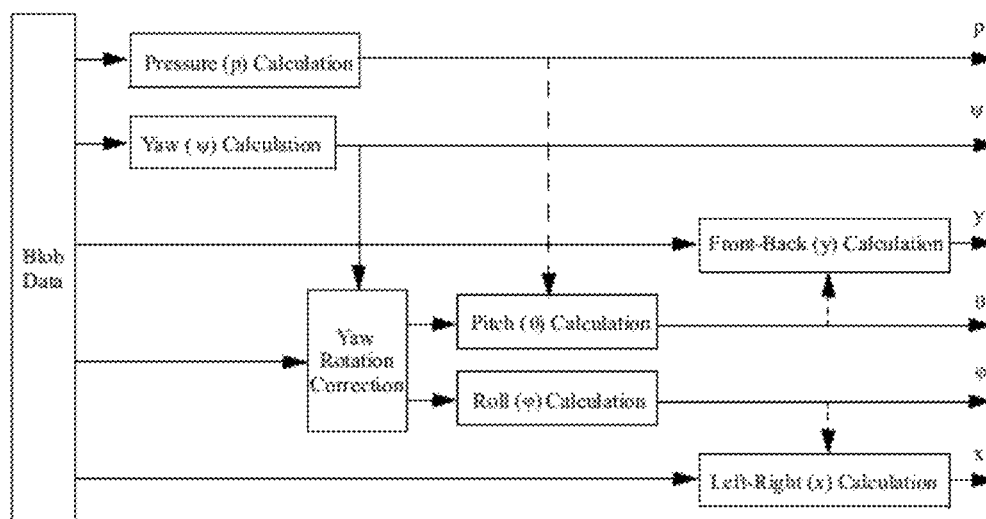 p
Pressure (p) Calculation
ψ
Yaw (ψ) Calculation
y
Front-Back (y) Calculation
Blob
Data
θ
Pitch (θ) Calculation
Yaw
Rotation
Correction
φ
Roll (φ) Calculation
x
Left-Right (x) Calculation